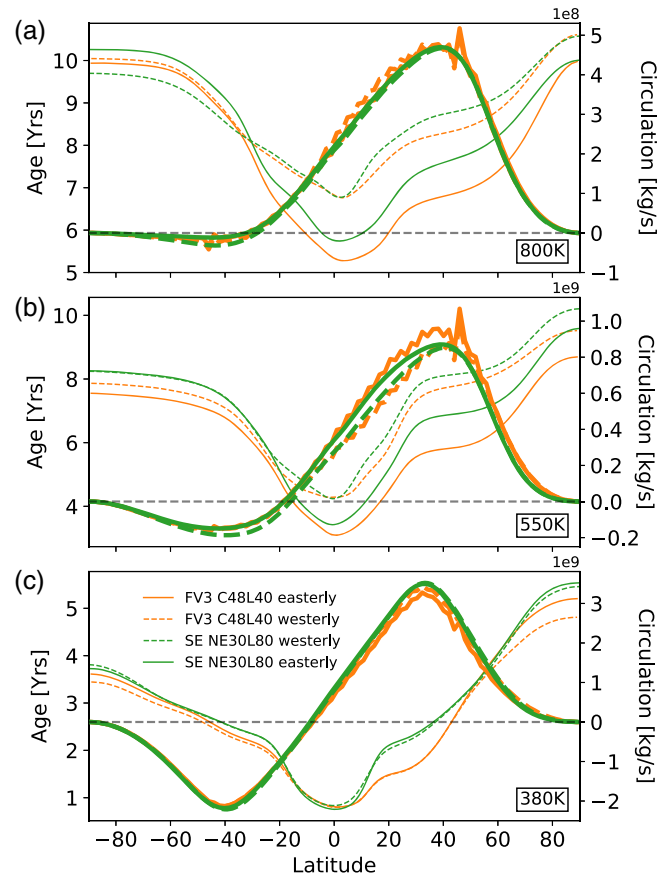 (a)
1e8
10
9
8
7
6
5
Age [Yrs]
5
4
3
2
1
0
−1
Circulation [kg/s]
800K
(b)
1e9
10
8
6
4
Age [Yrs]
1.0
0.8
0.6
0.4
0.2
0.0
−0.2
Circulation [kg/s]
550K
(c)
1e9
5
4
3
2
1
Age [Yrs]
FV3 C48L40 easterly
FV3 C48L40 westerly
SE NE30L80 westerly
SE NE30L80 easterly
3
2
1
0
−1
−2
Circulation [kg/s]
380K
−80 −60 −40 −20 0 20 40 60 80
Latitude